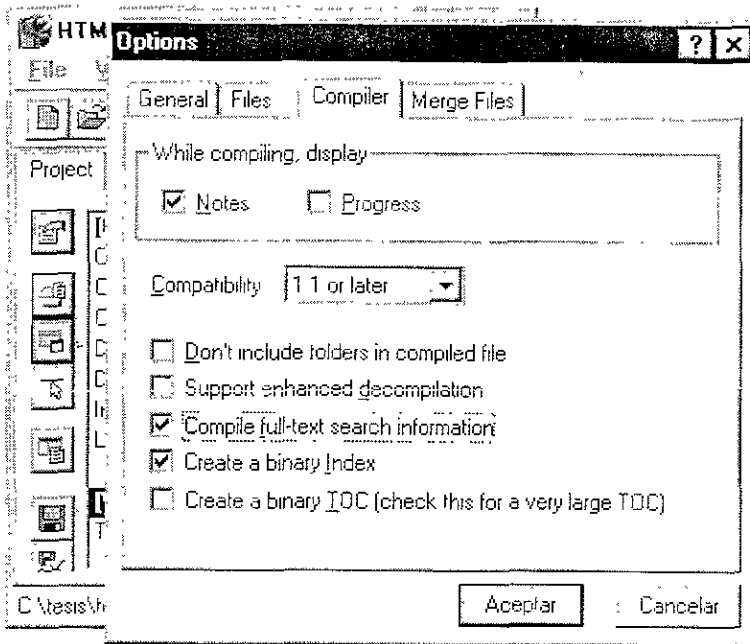 HTM
Options
? ×
File
General Files Compiler Merge Files
While compiling, display
Project
Notes Progress
Compatibility 1.1 or later
Don't include folders in compiled file
Support enhanced decompilation
Compile full-text search information
Create a binary Index
Create a binary TOC (check this for a very large TOC)
Aceptar Cancelar
C:\tesis\h